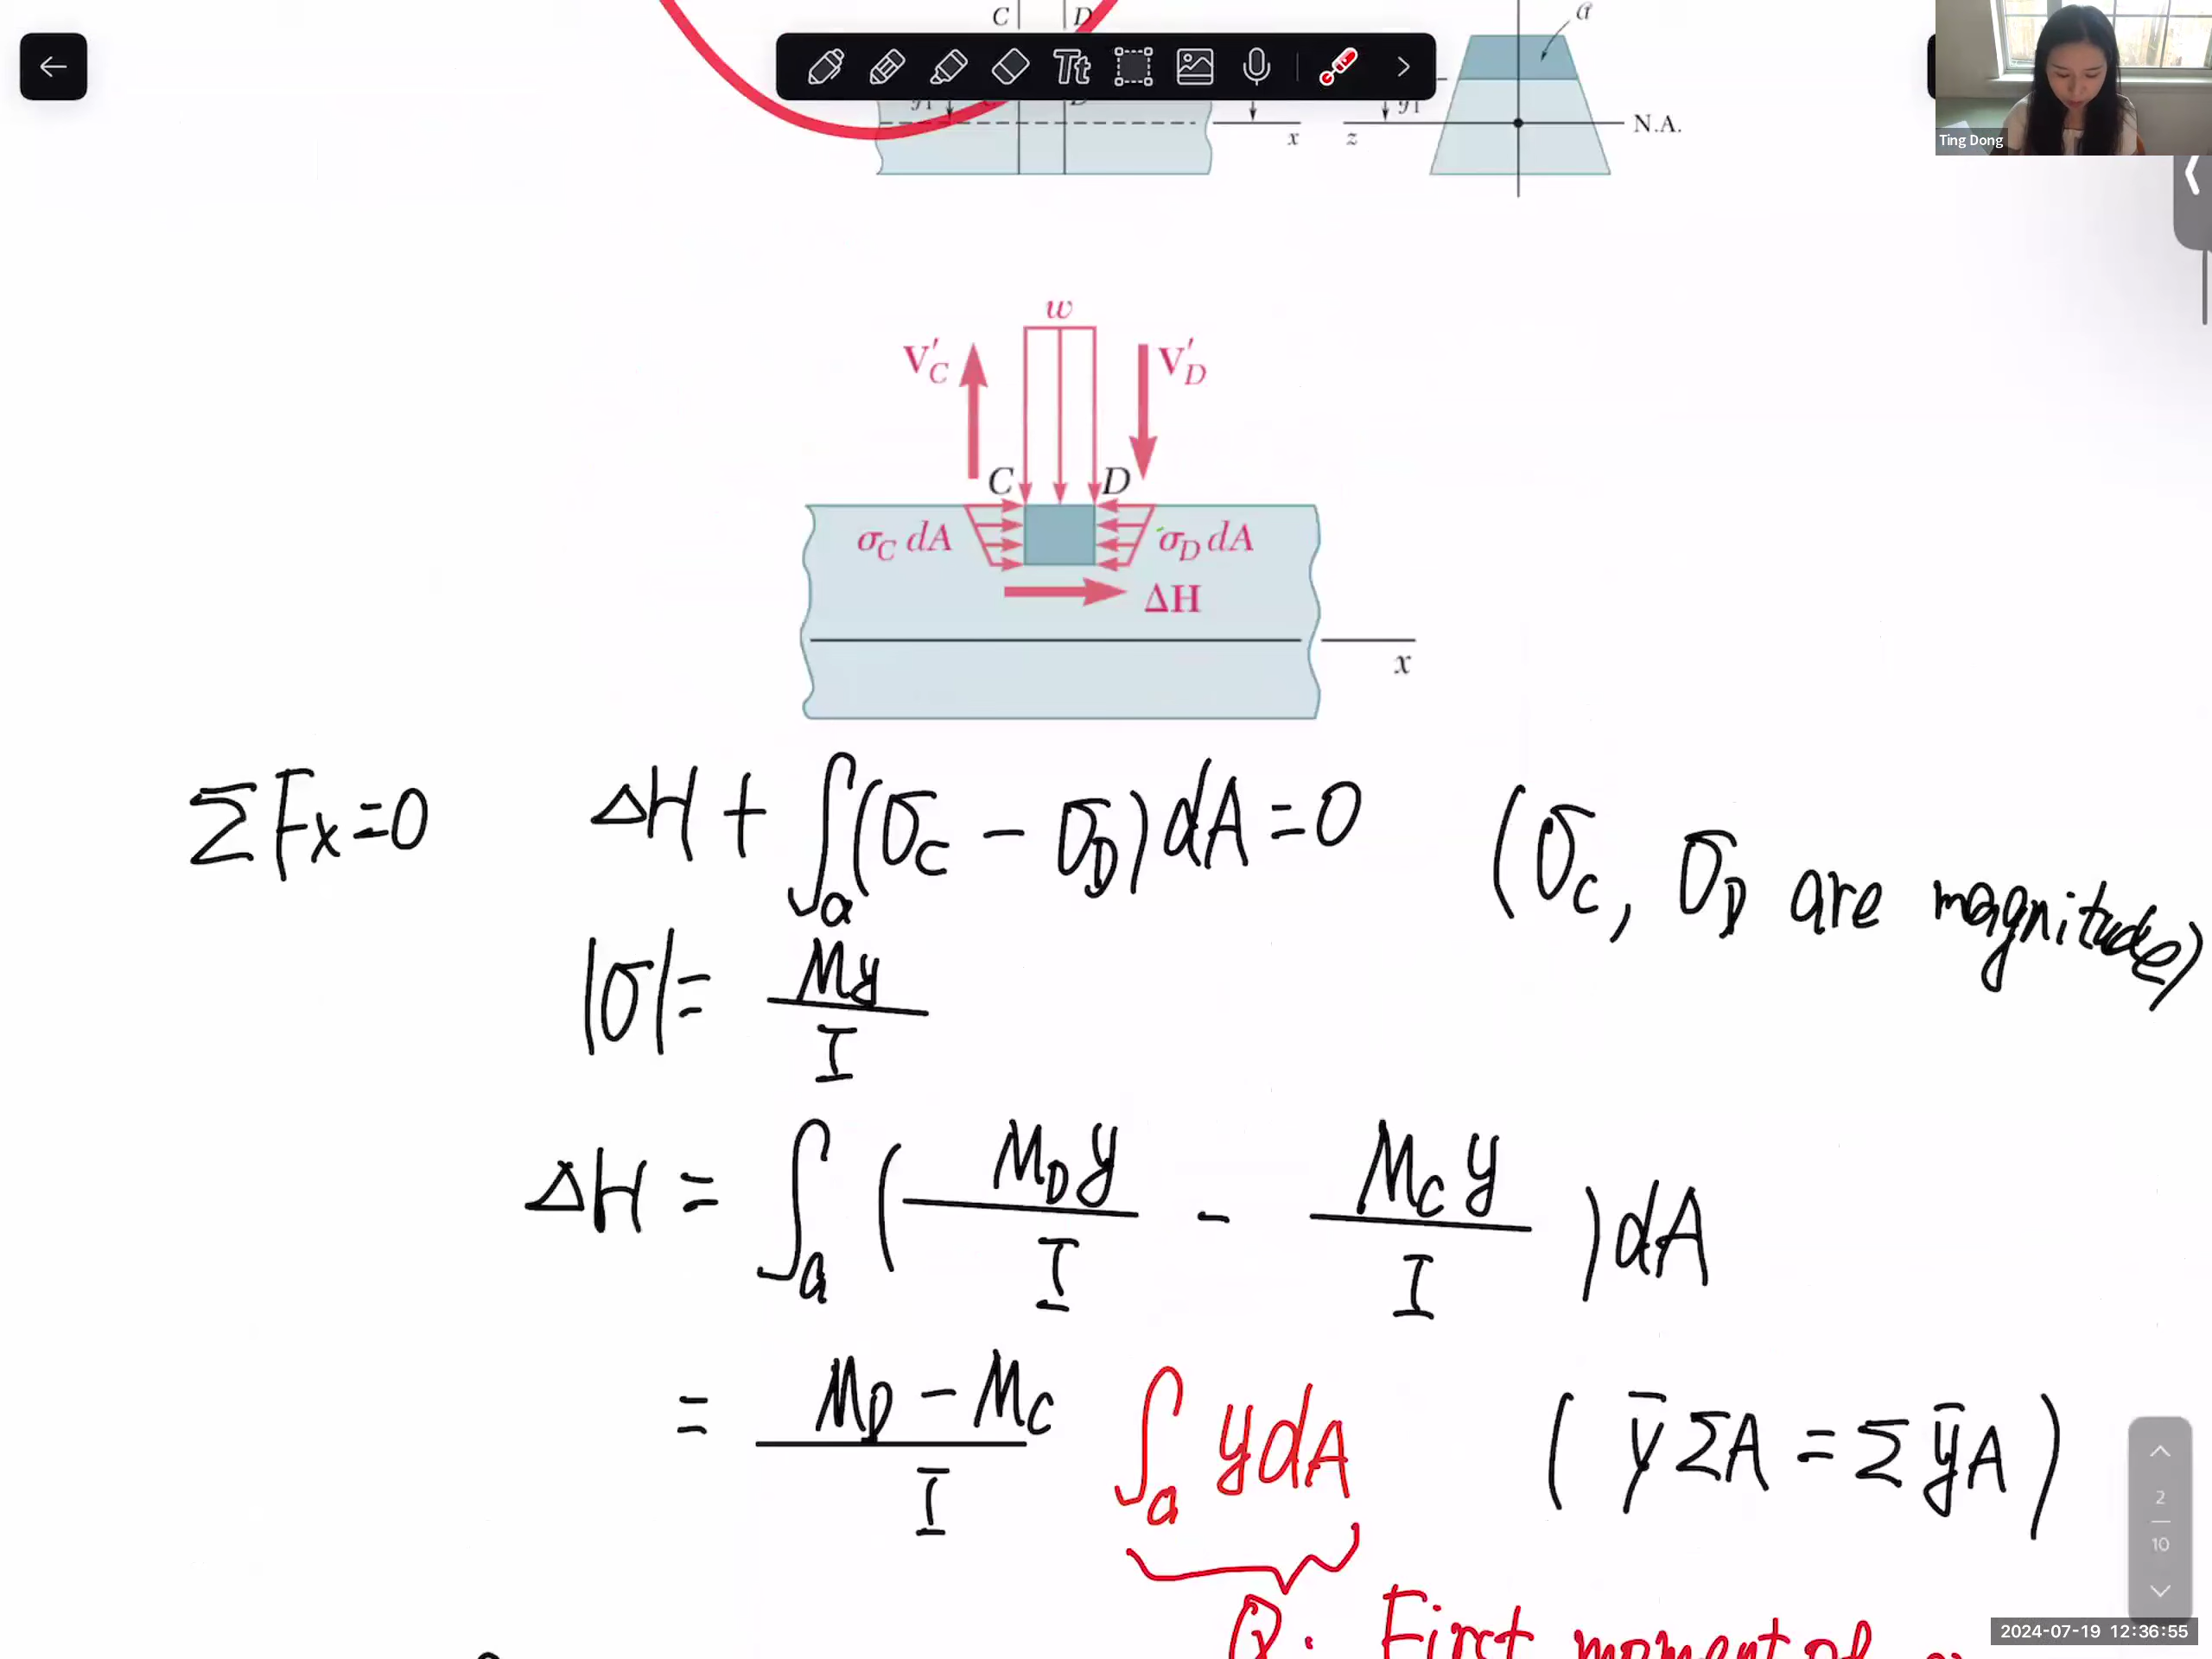 C D
Tt
a
y1 y1
x z N.A.
Ting Dong
w
V′C V′D
C D
σC dA σD dA
ΔH
x
ΣFx=0 ΔH + ∫a(σC − σD)dA=0 (σC, σD are magnitude)
|σ|= My/I
ΔH = ∫a (MDy/I - MCy/I)dA
= MD − MC/I ∫a ydA (ȳΣA = ΣȳA)
2
10
Q: First moment of
2024-07-19 12:36:55